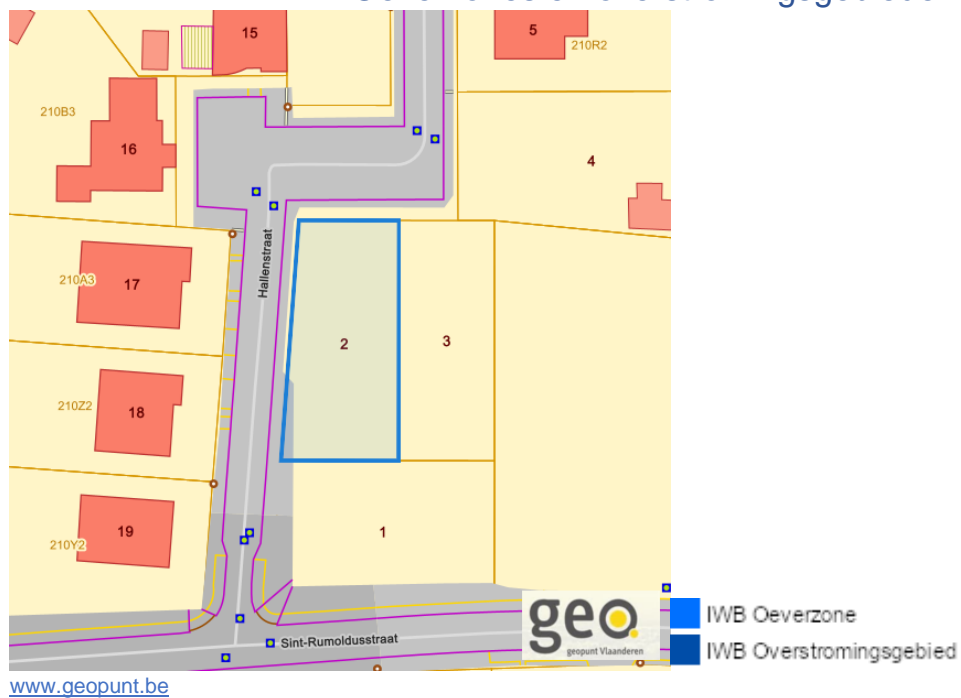 15
5
210R2
210B3
16
4
Hallenstraat
210A3
17
2
3
210Z2
18
19
210Y2
1
Sint-Rumoldusstraat
geo
geopunt Vlaanderen
IWB Oeverzone
IWB Overstromingsgebied
www.geopunt.be